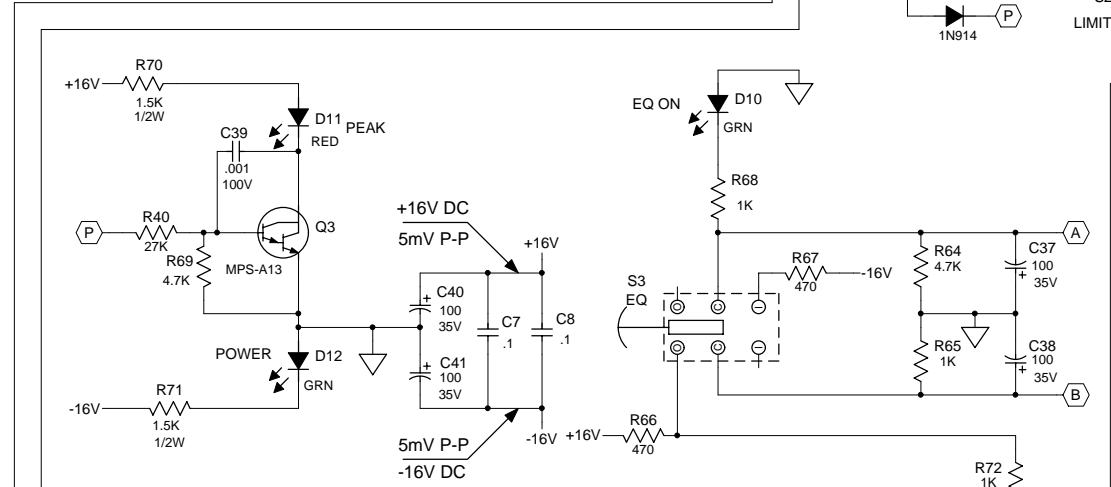 1N914
P
LIMIT
R70
+16V
1.5K
1/2W
D11
PEAK
RED
C39
.001
100V
P
R40
27K
Q3
R69
4.7K
MPS-A13
POWER
D12
GRN
-16V
R71
1.5K
1/2W
+16V DC
5mV P-P
+16V
C40
100
35V
C7
.1
C8
.1
C41
100
35V
5mV P-P
-16V DC
-16V
EQ ON
D10
GRN
R68
1K
A
R67
470
-16V
R64
4.7K
C37
100
35V
S3
EQ
O
C
I
O
C
I
R65
1K
C38
100
35V
B
+16V
R66
470
R72
1K